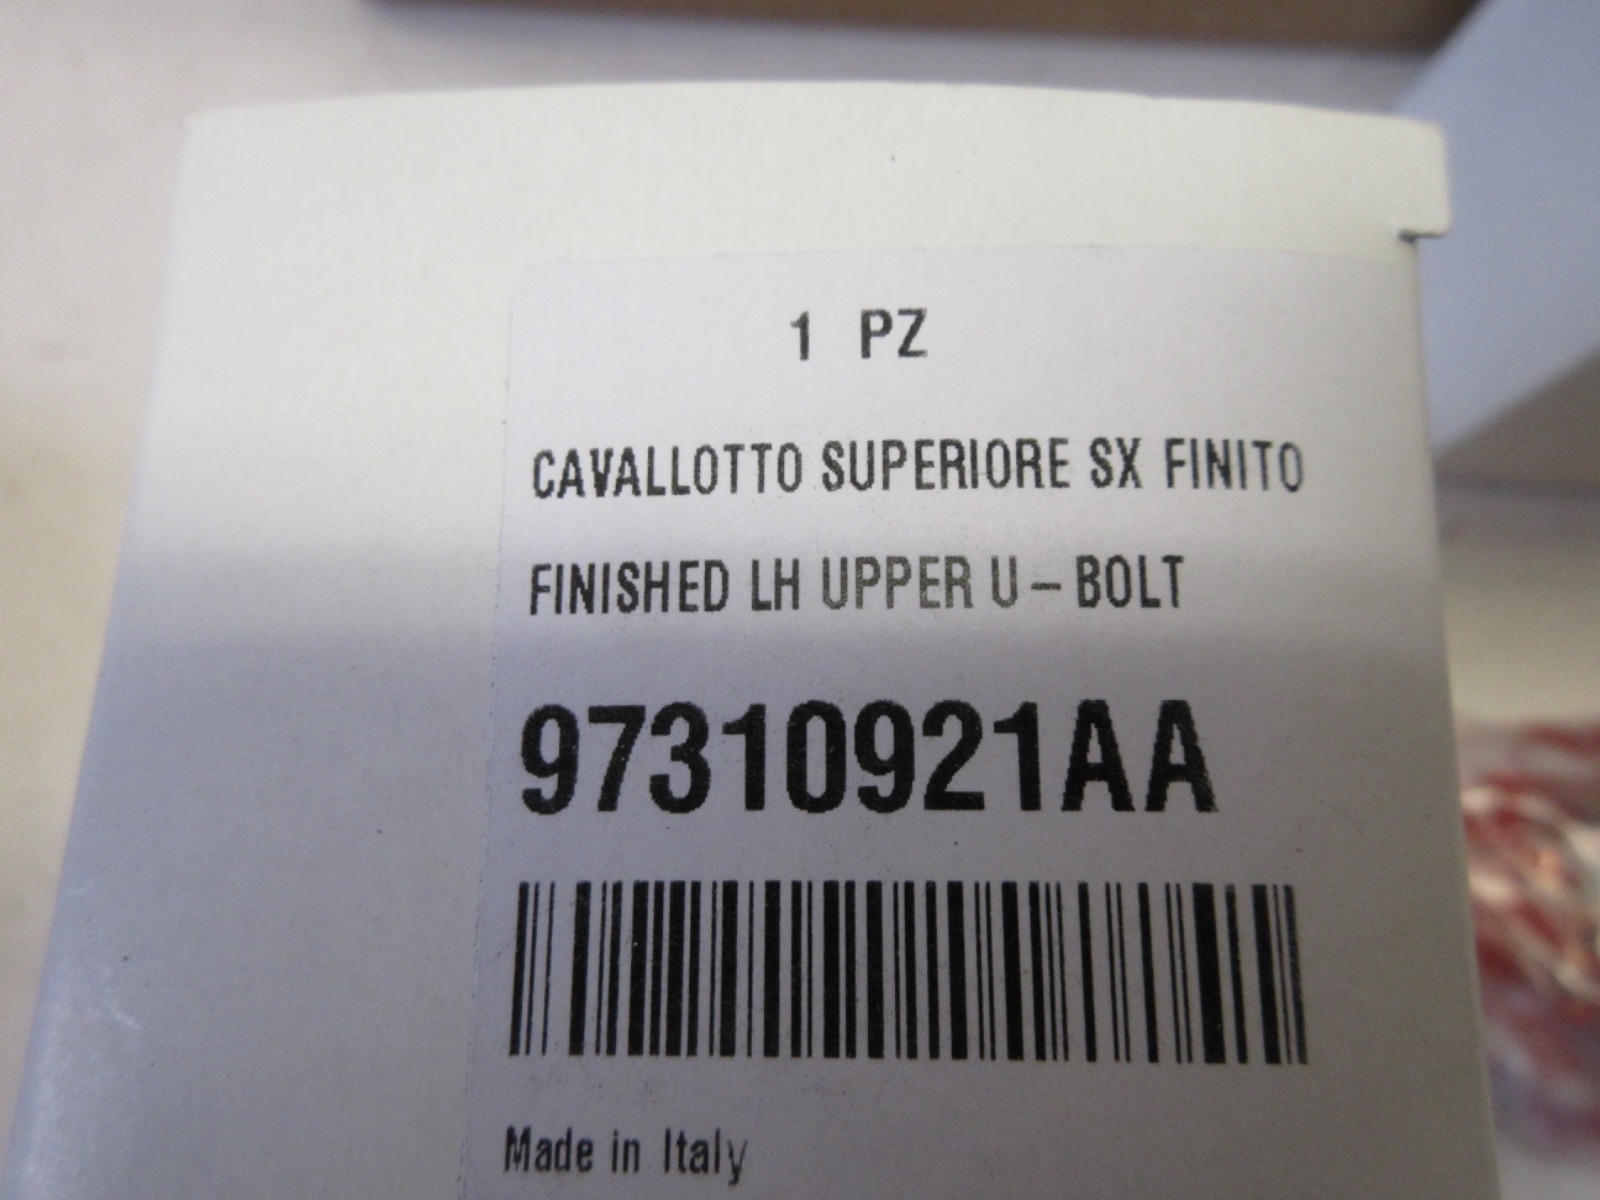 1 PZ
CAVALLOTTO SUPERIORE SX FINITO
FINISHED LH UPPER U-BOLT
97310921AA
Made in Italy